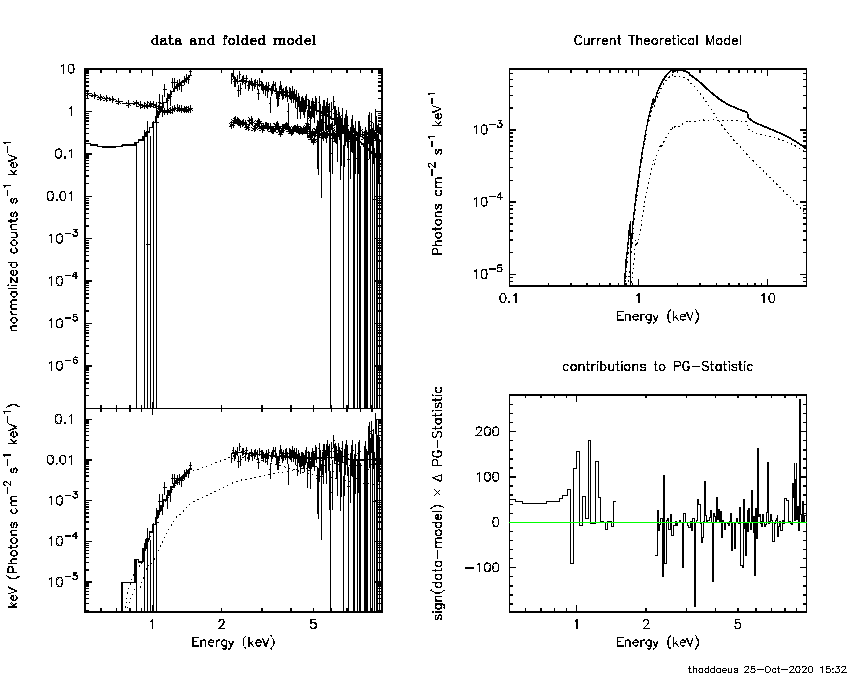 data and folded model
normalized counts s⁻¹ keV⁻¹
10
1
0.1
0.01
10⁻³
10⁻⁴
10⁻⁵
10⁻⁶
keV (Photons cm⁻² s⁻¹ keV⁻¹)
0.1
0.01
10⁻³
10⁻⁴
10⁻⁵
1 2 5
Energy (keV)
Current Theoretical Model
Photons cm⁻² s⁻¹ keV⁻¹
10⁻³
10⁻⁴
10⁻⁵
0.1 1 10
Energy (keV)
contributions to PG−Statistic
sign(data−model) × Δ PG−Statistic
200
100
0
−100
1 2 5
Energy (keV)
thaddaeus 25−Oct−2020 15:32